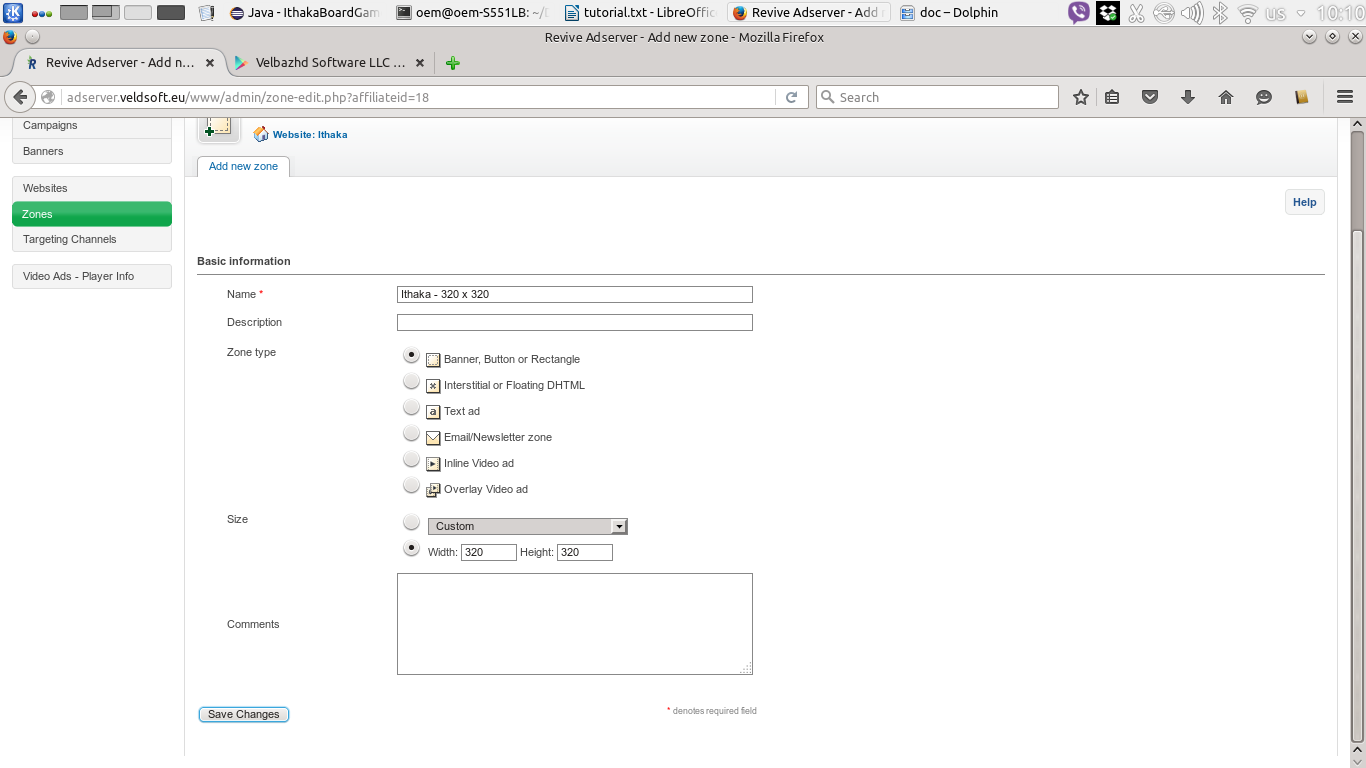 Java - IthakaBoardGam
oem@oem-S551LB: ~/t
tutorial.txt - LibreOffic
Revive Adserver - Add
doc – Dolphin
us
10:10
Revive Adserver - Add new zone - Mozilla Firefox
Revive Adserver - Add n...
Velbazhd Software LLC ...
adserver.veldsoft.eu/www/admin/zone-edit.php?affiliateid=18
Search
Campaigns
Banners
Websites
Zones
Targeting Channels
Video Ads - Player Info
Website: Ithaka
Add new zone
Help
Basic information
Name *
Ithaka - 320 x 320
Description
Zone type
Banner, Button or Rectangle
Interstitial or Floating DHTML
Text ad
Email/Newsletter zone
Inline Video ad
Overlay Video ad
Size
Custom
Width: 320 Height: 320
Comments
Save Changes
* denotes required field